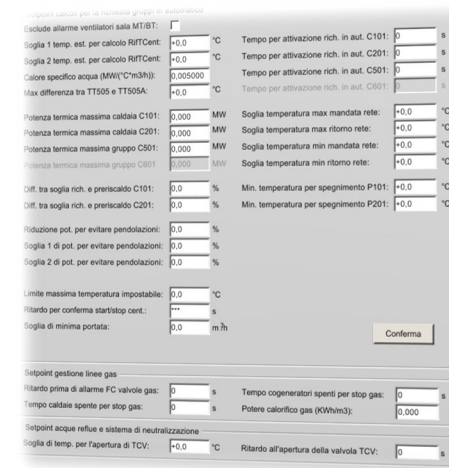 Setpoint calcoli per la richiesta gruppi in automatico
Esclude allarme ventilatori sala MT/BT:
Soglia 1 temp. est. per calcolo RifTCent: +0,0 °C
Tempo per attivazione rich. in aut. C101: 0 s
Soglia 2 temp. est. per calcolo RifTCent: +0,0 °C
Tempo per attivazione rich. in aut. C201: 0 s
Calore specifico acqua (MW/(°C*m3/h)): 0,005000
Tempo per attivazione rich. in aut. C501: 0 s
Max differenza tra TT505 e TT505A: +0,0 °C
Tempo per attivazione rich. in aut. C601: 0 s
Potenza termica massima caldaia C101: 0,000 MW
Soglia temperatura max mandata rete: +0,0 °C
Potenza termica massima caldaia C201: 0,000 MW
Soglia temperatura max ritorno rete: +0,0 °C
Potenza termica massima gruppo C501: 0,000 MW
Soglia temperatura min mandata rete: +0,0 °C
Potenza termica massima gruppo C601 0,000 MW
Soglia temperatura min ritorno rete: +0,0 °C
Diff. tra soglia rich. e preriscaldo C101: 0,0 %
Min. temperatura per spegnimento P101: +0,0 °C
Diff. tra soglia rich. e preriscaldo C201: 0,0 %
Min. temperatura per spegnimento P201: +0,0 °C
Riduzione pot. per evitare pendolazioni: 0,0 %
Soglia 1 di pot. per evitare pendolazioni: 0,0 %
Soglia 2 di pot. per evitare pendolazioni: 0,0 %
Limite massima temperatura impostabile: 0,0 °C
Ritardo per conferma start/stop cent.: *** s
Soglia di minima portata: 0,0 m³/h
Conferma
Setpoint gestione linee gas
Ritardo prima di allarme FC valvole gas: 0 s
Tempo cogeneratori spenti per stop gas: 0 s
Tempo caldaie spente per stop gas: 0 s
Potere calorifico gas (KWh/m3): 0,000
Setpoint acque reflue e sistema di neutralizzazione
Soglia di temp. per l'apertura di TCV: +0,0 °C
Ritardo all'apertura della valvola TCV: 0 s